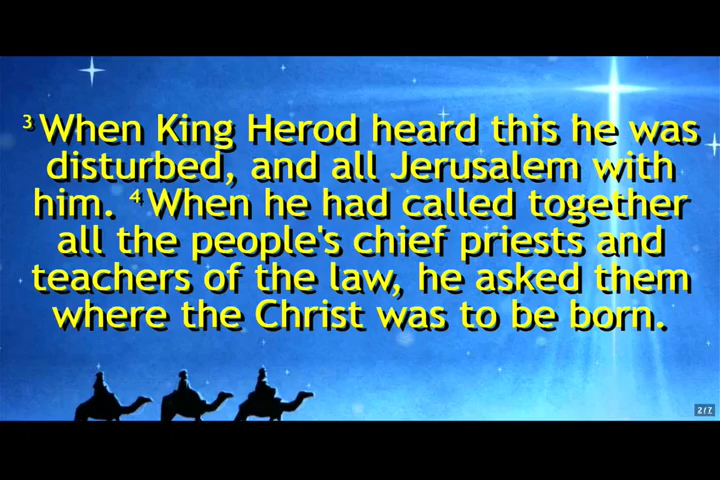 ³When King Herod heard this he was
disturbed, and all Jerusalem with
him. ⁴When he had called together
all the people's chief priests and
teachers of the law, he asked them
where the Christ was to be born.
2/7